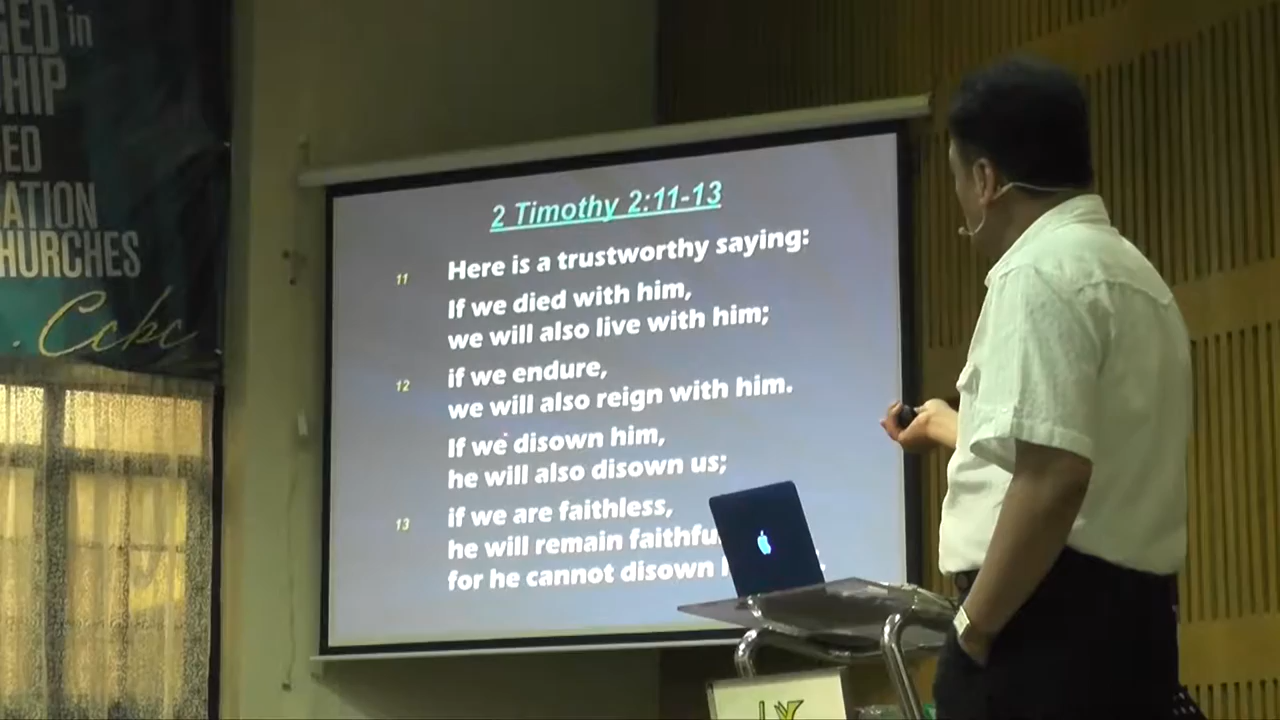 GED in
SHIP
ED
ATION
HURCHES
Ccbc
2 Timothy 2:11-13
11 Here is a trustworthy saying:
If we died with him,
we will also live with him;
12 if we endure,
we will also reign with him.
If we disown him,
he will also disown us;
13 if we are faithless,
he will remain faithfu
for he cannot disown